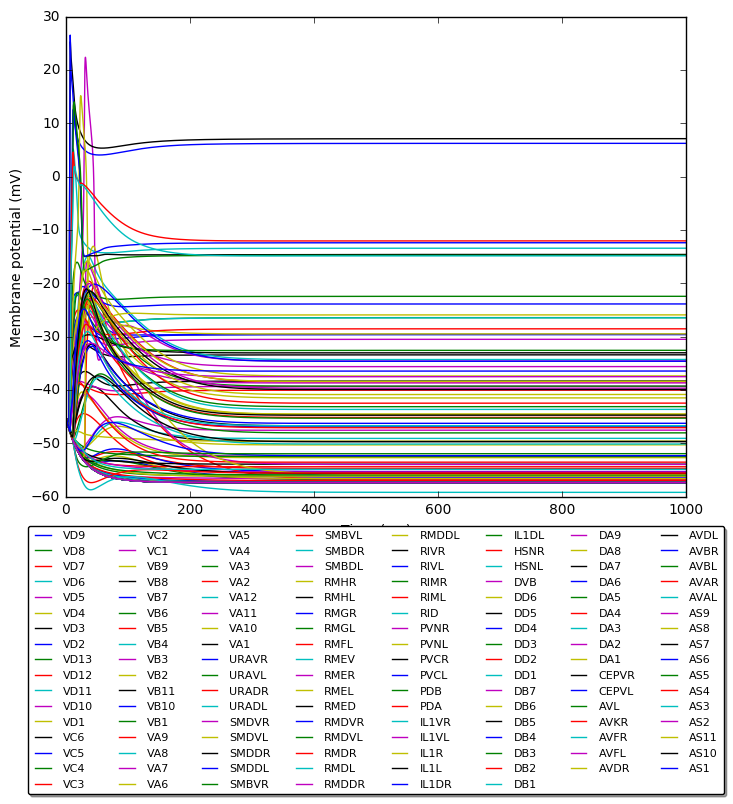 30
20
10
0
−10
−20
−30
−40
−50
−60
Membrane potential (mV)
0
200
400
600
800
1000
VD9
VD8
VD7
VD6
VD5
VD4
VD3
VD2
VD13
VD12
VD11
VD10
VD1
VC6
VC5
VC4
VC3
VC2
VC1
VB9
VB8
VB7
VB6
VB5
VB4
VB3
VB2
VB11
VB10
VB1
VA9
VA8
VA7
VA6
VA5
VA4
VA3
VA2
VA12
VA11
VA10
VA1
URAVR
URAVL
URADR
URADL
SMDVR
SMDVL
SMDDR
SMDDL
SMBVR
SMBVL
SMBDR
SMBDL
RMHR
RMHL
RMGR
RMGL
RMFL
RMEV
RMER
RMEL
RMED
RMDVR
RMDVL
RMDR
RMDL
RMDDR
RMDDL
RIVR
RIVL
RIMR
RIML
RID
PVNR
PVNL
PVCR
PVCL
PDB
PDA
IL1VR
IL1VL
IL1R
IL1L
IL1DR
IL1DL
HSNR
HSNL
DVB
DD6
DD5
DD4
DD3
DD2
DD1
DB7
DB6
DB5
DB4
DB3
DB2
DB1
DA9
DA8
DA7
DA6
DA5
DA4
DA3
DA2
DA1
CEPVR
CEPVL
AVL
AVKR
AVFR
AVFL
AVDR
AVDL
AVBR
AVBL
AVAR
AVAL
AS9
AS8
AS7
AS6
AS5
AS4
AS3
AS2
AS11
AS10
AS1